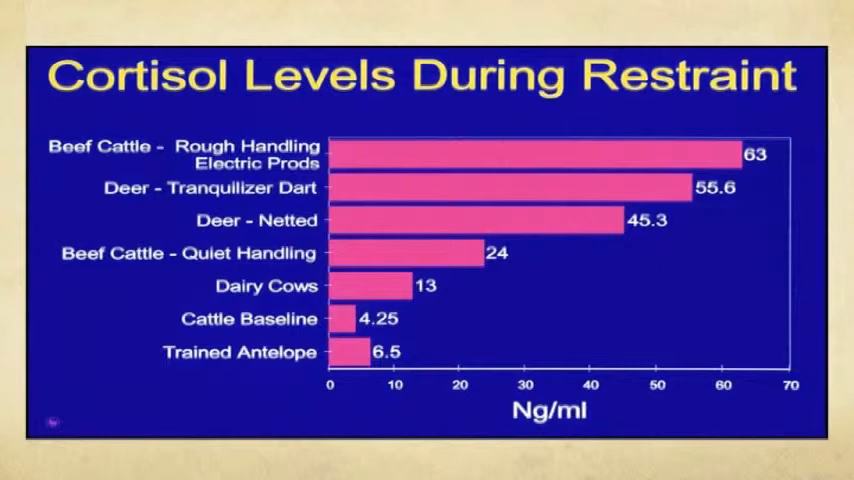 Cortisol Levels During Restraint
Beef Cattle - Rough Handling
Electric Prods
63
Deer - Tranquilizer Dart
55.6
Deer - Netted
45.3
Beef Cattle - Quiet Handling
24
Dairy Cows
13
Cattle Baseline
4.25
Trained Antelope
6.5
0 10 20 30 40 50 60 70
Ng/ml